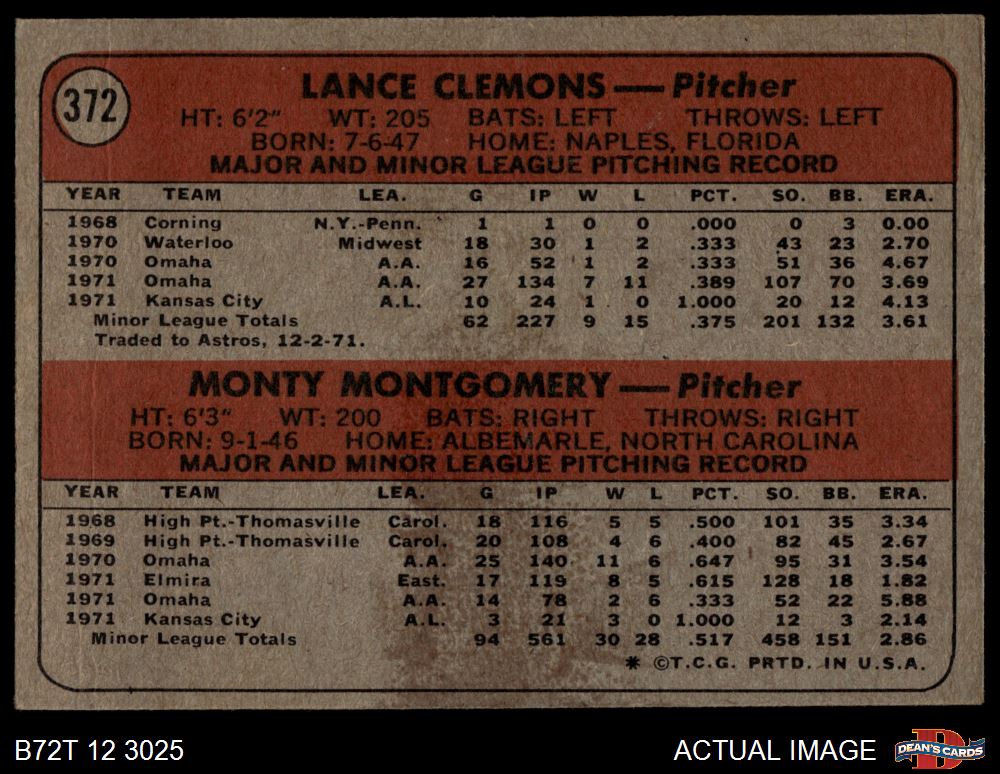 372
LANCE CLEMONS — Pitcher
HT: 6'2" WT: 205 BATS: LEFT THROWS: LEFT
BORN: 7-6-47 HOME: NAPLES, FLORIDA
MAJOR AND MINOR LEAGUE PITCHING RECORD
YEAR TEAM LEA. G IP W L PCT. SO. BB. ERA.
1968 Corning N.Y.-Penn. 1 1 0 0 .000 0 3 0.00
1970 Waterloo Midwest 18 30 1 2 .333 43 23 2.70
1970 Omaha A.A. 16 52 1 2 .333 51 36 4.67
1971 Omaha A.A. 27 134 7 11 .389 107 70 3.69
1971 Kansas City A.L. 10 24 1 0 1.000 20 12 4.13
Minor League Totals 62 227 9 15 .375 201 132 3.61
Traded to Astros, 12-2-71.
MONTY MONTGOMERY — Pitcher
HT: 6'3" WT: 200 BATS: RIGHT THROWS: RIGHT
BORN: 9-1-46 HOME: ALBEMARLE, NORTH CAROLINA
MAJOR AND MINOR LEAGUE PITCHING RECORD
YEAR TEAM LEA. G IP W L PCT. SO. BB. ERA.
1968 High Pt.-Thomasville Carol. 18 116 5 5 .500 101 35 3.34
1969 High Pt.-Thomasville Carol. 20 108 4 6 .400 82 45 2.67
1970 Omaha A.A. 25 140 11 6 .647 95 31 3.54
1971 Elmira East. 17 119 8 5 .615 128 18 1.82
1971 Omaha A.A. 14 78 2 6 .333 52 22 5.88
1971 Kansas City A.L. 3 21 3 0 1.000 12 3 2.14
Minor League Totals 94 561 30 28 .517 458 151 2.86
* ©T.C.G. PRTD. IN U.S.A.
B72T 12 3025 ACTUAL IMAGE DEAN'S CARDS